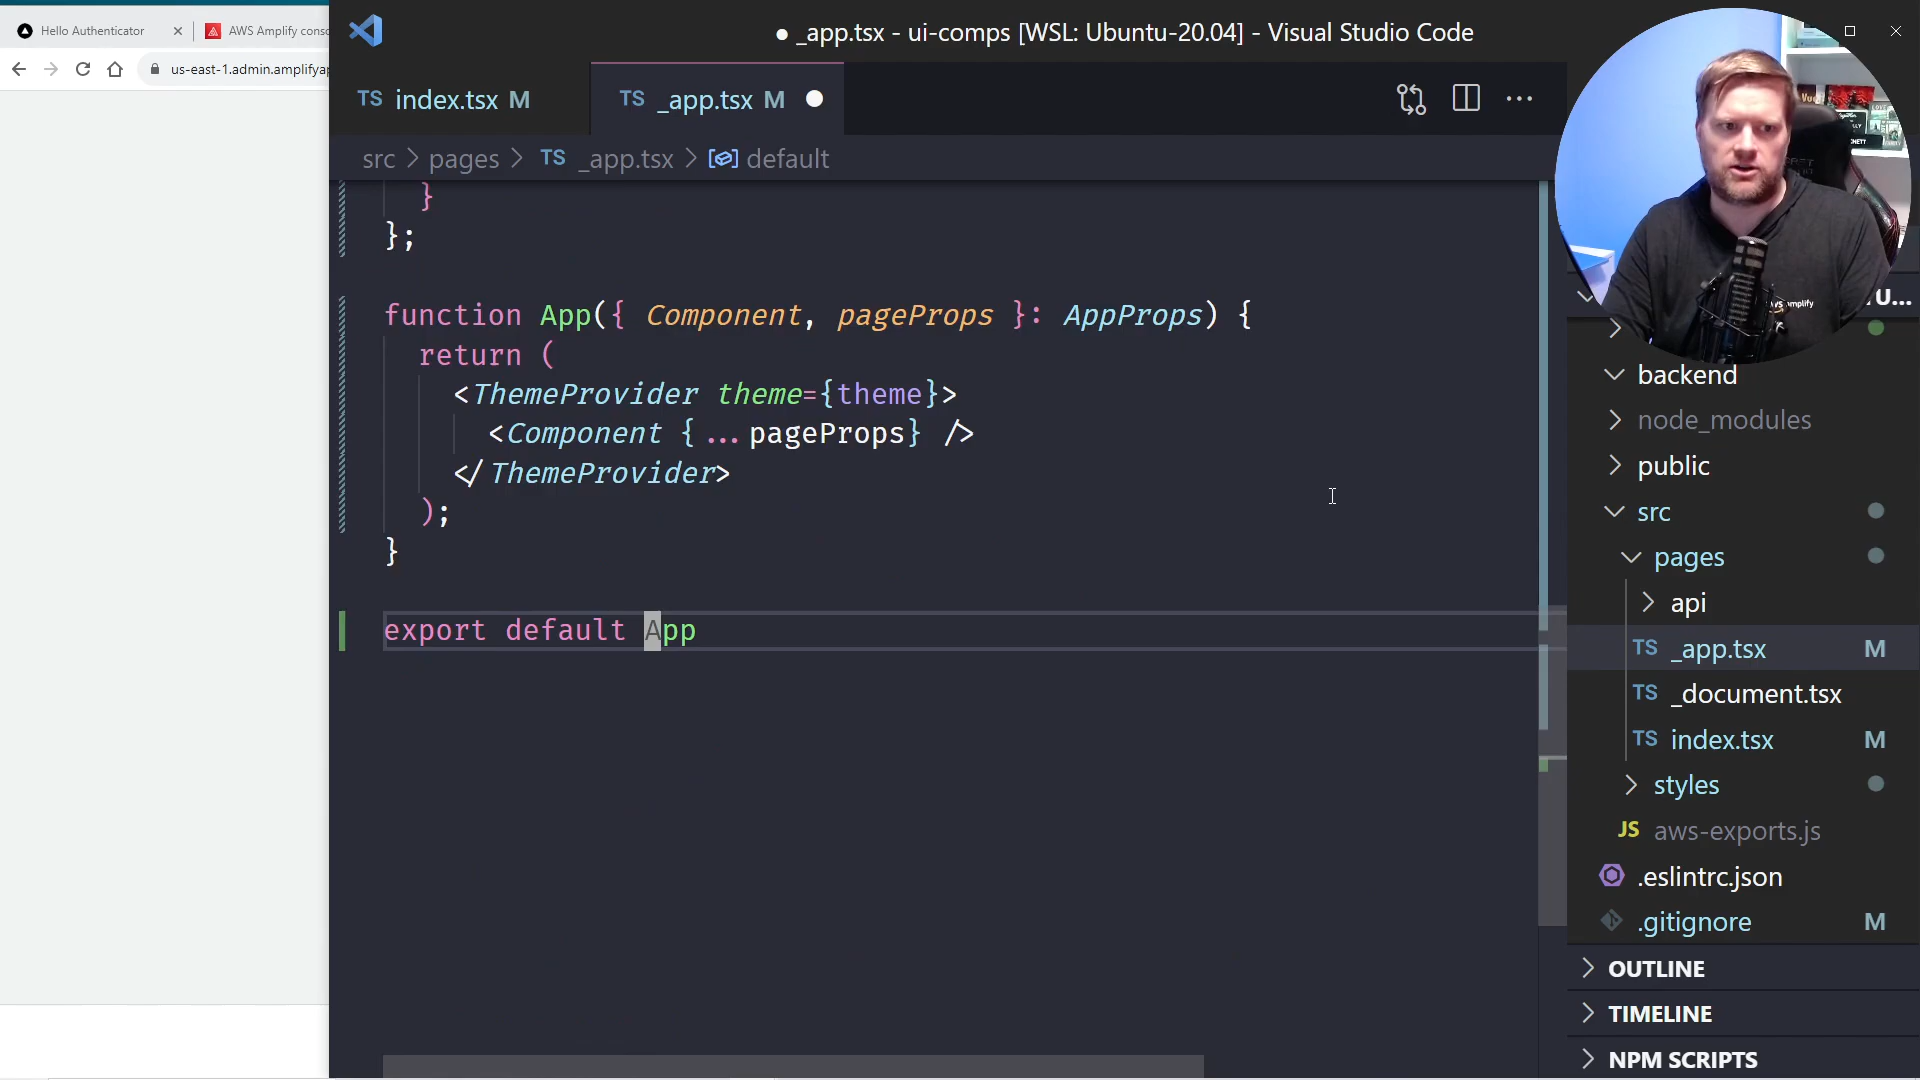 Hello Authenticator
AWS Amplify cons
us-east-1.admin.amplifyap
_app.tsx - ui-comps [WSL: Ubuntu-20.04] - Visual Studio Code
TS index.tsx M
TS _app.tsx M
src > pages > TS _app.tsx > default
}
};
function App({ Component, pageProps }: AppProps) {
return (
<ThemeProvider theme={theme}>
<Component {...pageProps} />
</ThemeProvider>
);
}
export default App
U...
backend
node_modules
public
src
pages
api
TS _app.tsx M
TS _document.tsx
TS index.tsx M
styles
JS aws-exports.js
.eslintrc.json
.gitignore M
OUTLINE
TIMELINE
NPM SCRIPTS